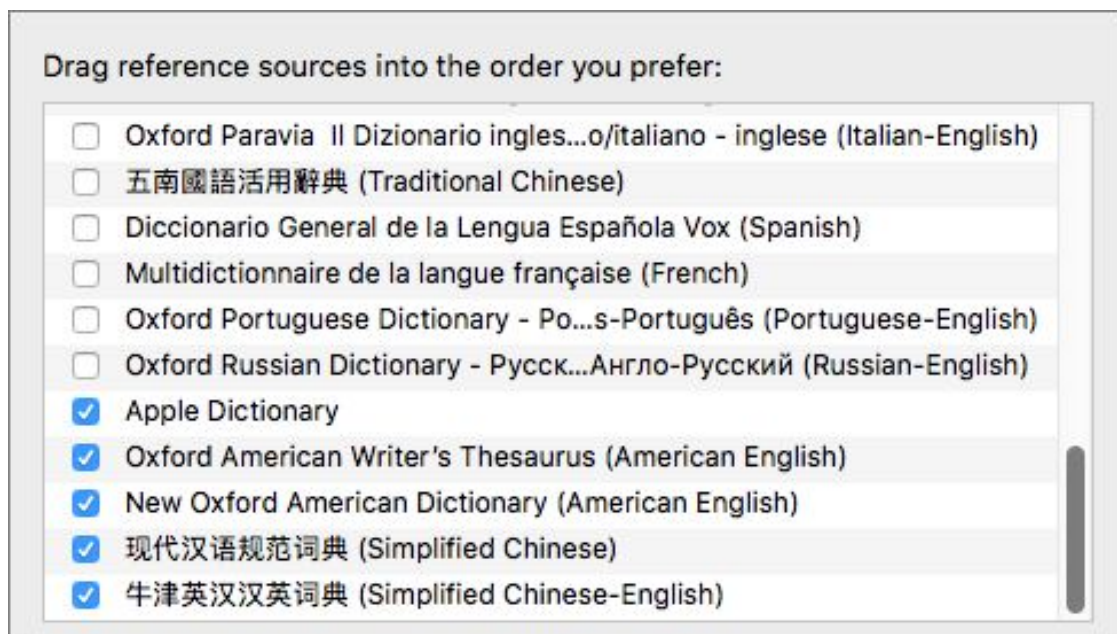 Drag reference sources into the order you prefer:
Oxford Paravia Il Dizionario ingles...o/italiano - inglese (Italian-English)
五南國語活用辭典 (Traditional Chinese)
Diccionario General de la Lengua Española Vox (Spanish)
Multidictionnaire de la langue française (French)
Oxford Portuguese Dictionary - Po...s-Português (Portuguese-English)
Oxford Russian Dictionary - Русск...Англо-Русский (Russian-English)
Apple Dictionary
Oxford American Writer’s Thesaurus (American English)
New Oxford American Dictionary (American English)
现代汉语规范词典 (Simplified Chinese)
牛津英汉汉英词典 (Simplified Chinese-English)